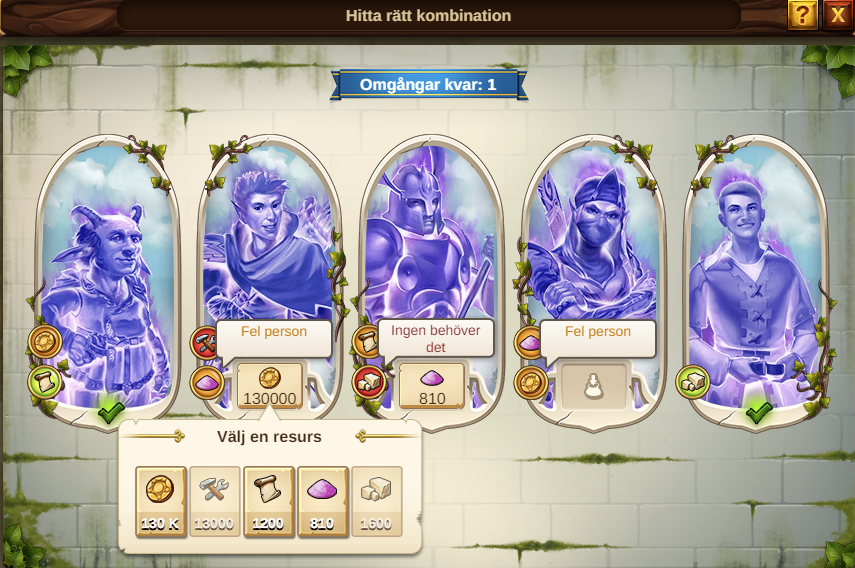 Hitta rätt kombination
?
X
Omgångar kvar: 1
Fel person
Ingen behöver
det
Fel person
130000
810
Välj en resurs
130 K
13000
1200
810
1600